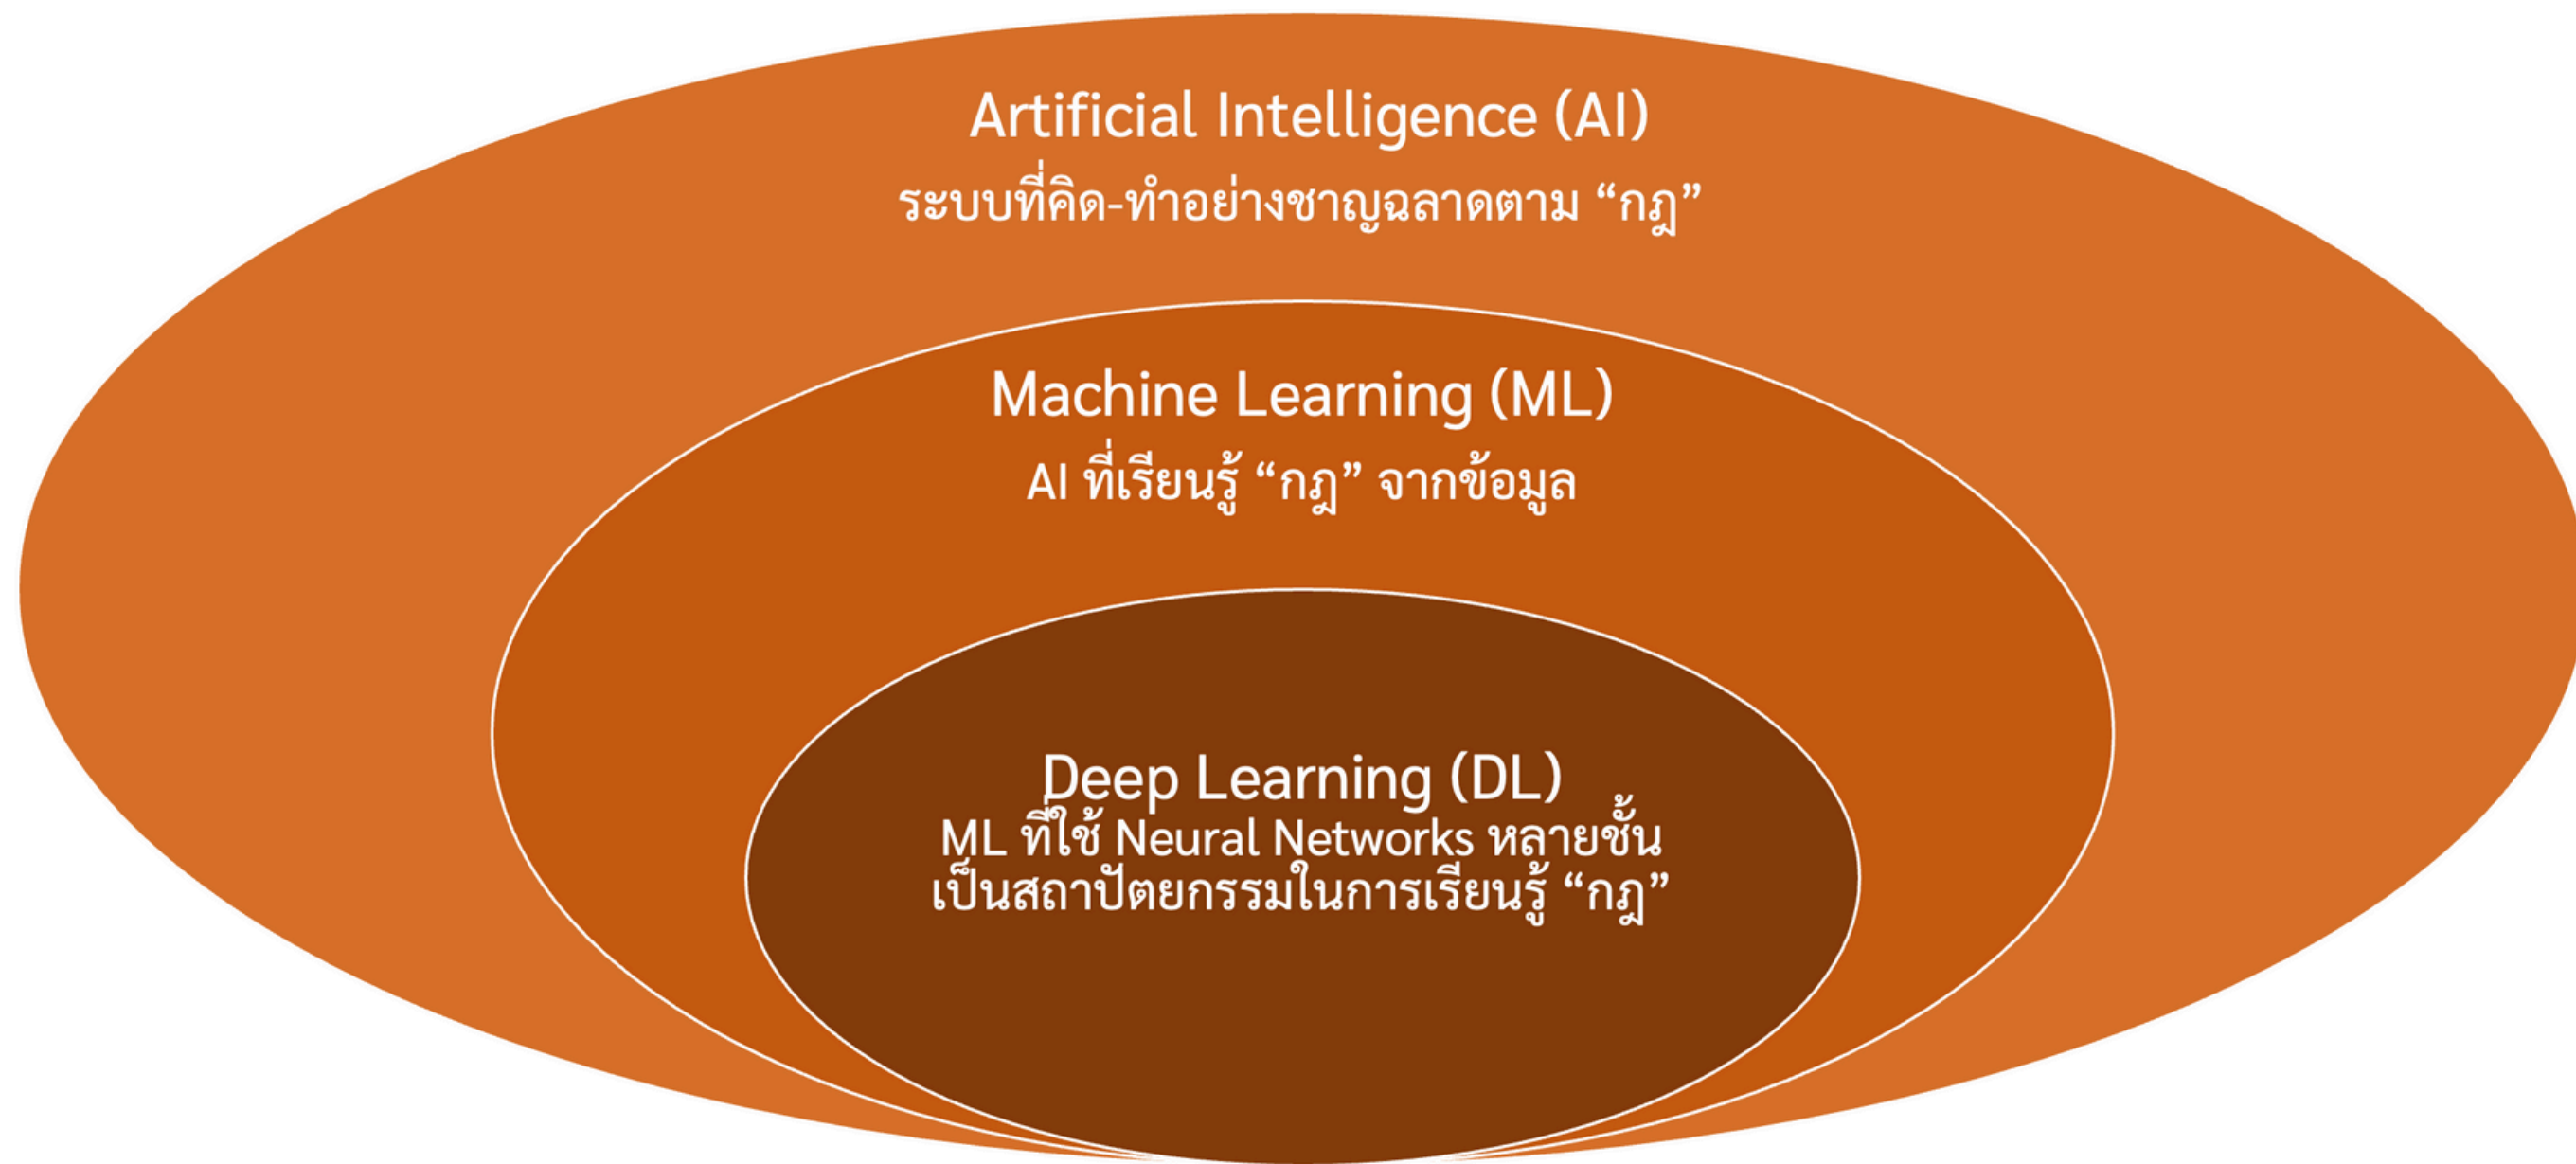 Artificial Intelligence (AI)
ระบบที่คิด-ทำอย่างชาญฉลาดตาม “กฎ”
Machine Learning (ML)
AI ที่เรียนรู้ “กฎ” จากข้อมูล
Deep Learning (DL)
ML ที่ใช้ Neural Networks หลายชั้น
เป็นสถาปัตยกรรมในการเรียนรู้ “กฎ”